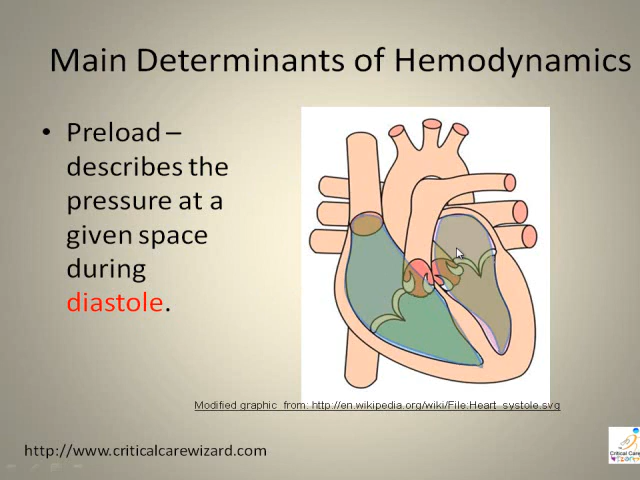 Main Determinants of Hemodynamics
• Preload –
describes the
pressure at a
given space
during
diastole.
Modified graphic from: http://en.wikipedia.org/wiki/File:Heart_systole.svg
http://www.criticalcarewizard.com
Critical Care